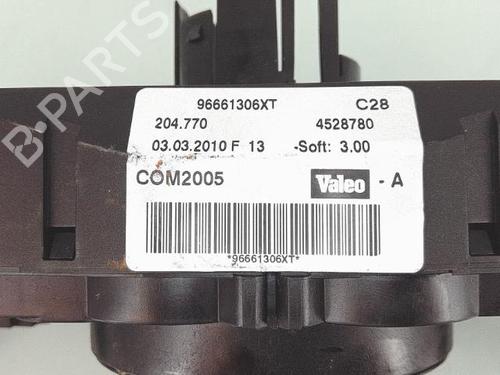 96661306XT C28
204.770 4528780
03.03.2010 F 13 -Soft: 3.00
COM2005 Valeo - A
*96661306XT*
B PARTS